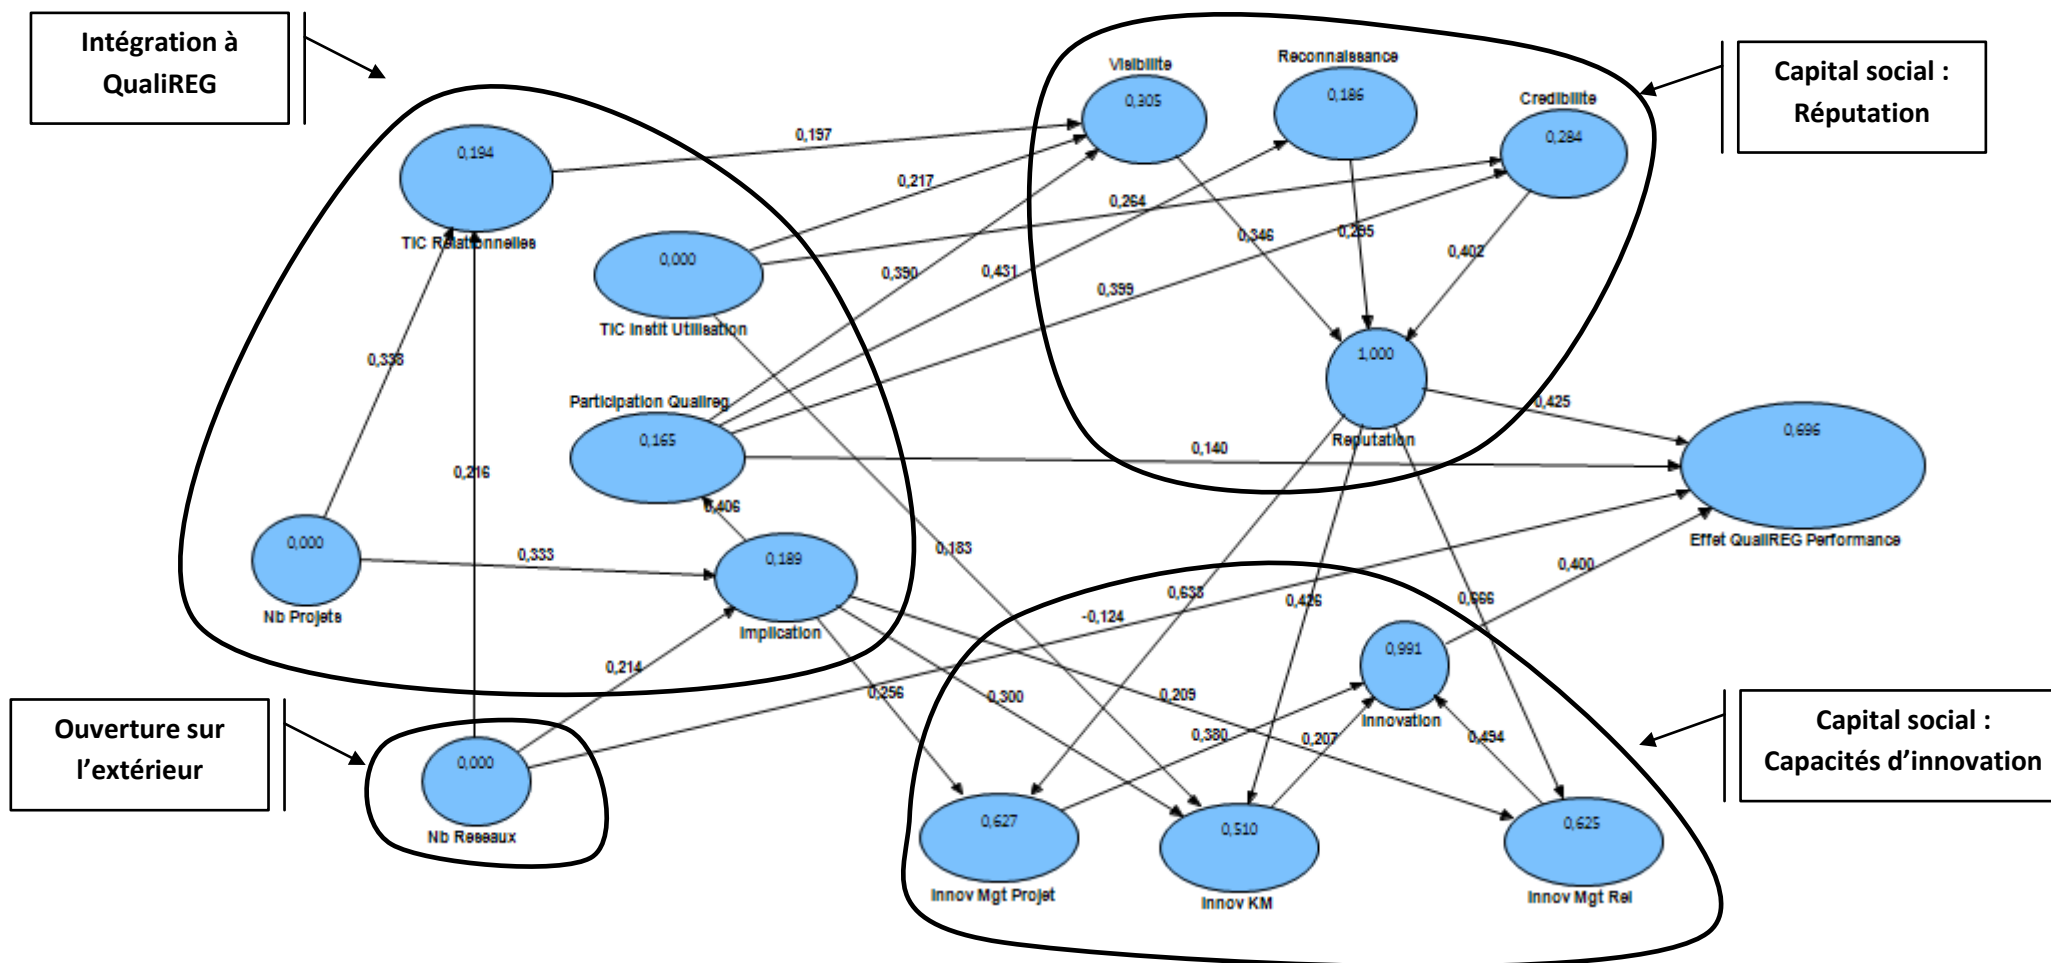 Intégration à
QualiREG
Capital social :
Réputation
Visibilite
0,305
Reconnaissance
0,186
Credibilite
0,284
0,194
TIC Relationnelles
0,197
0,217
0,264
0,346
0,295
0,402
0,000
TIC Instit Utilisation
0,390
0,431
0,399
0,338
1,000
Reputation
Participation Qualireg
0,165
0,425
0,140
0,696
Effet QualiREG Performance
0,216
0,406
0,000
Nb Projets
0,333
0,189
Implication
0,183
-0,124
0,633
0,426
0,666
0,400
0,214
0,256
0,300
0,209
0,991
Innovation
0,380
0,207
0,494
Ouverture sur
l’extérieur
0,000
Nb Reseaux
Capital social :
Capacités d’innovation
0,627
Innov Mgt Projet
0,510
Innov KM
0,625
Innov Mgt Rel